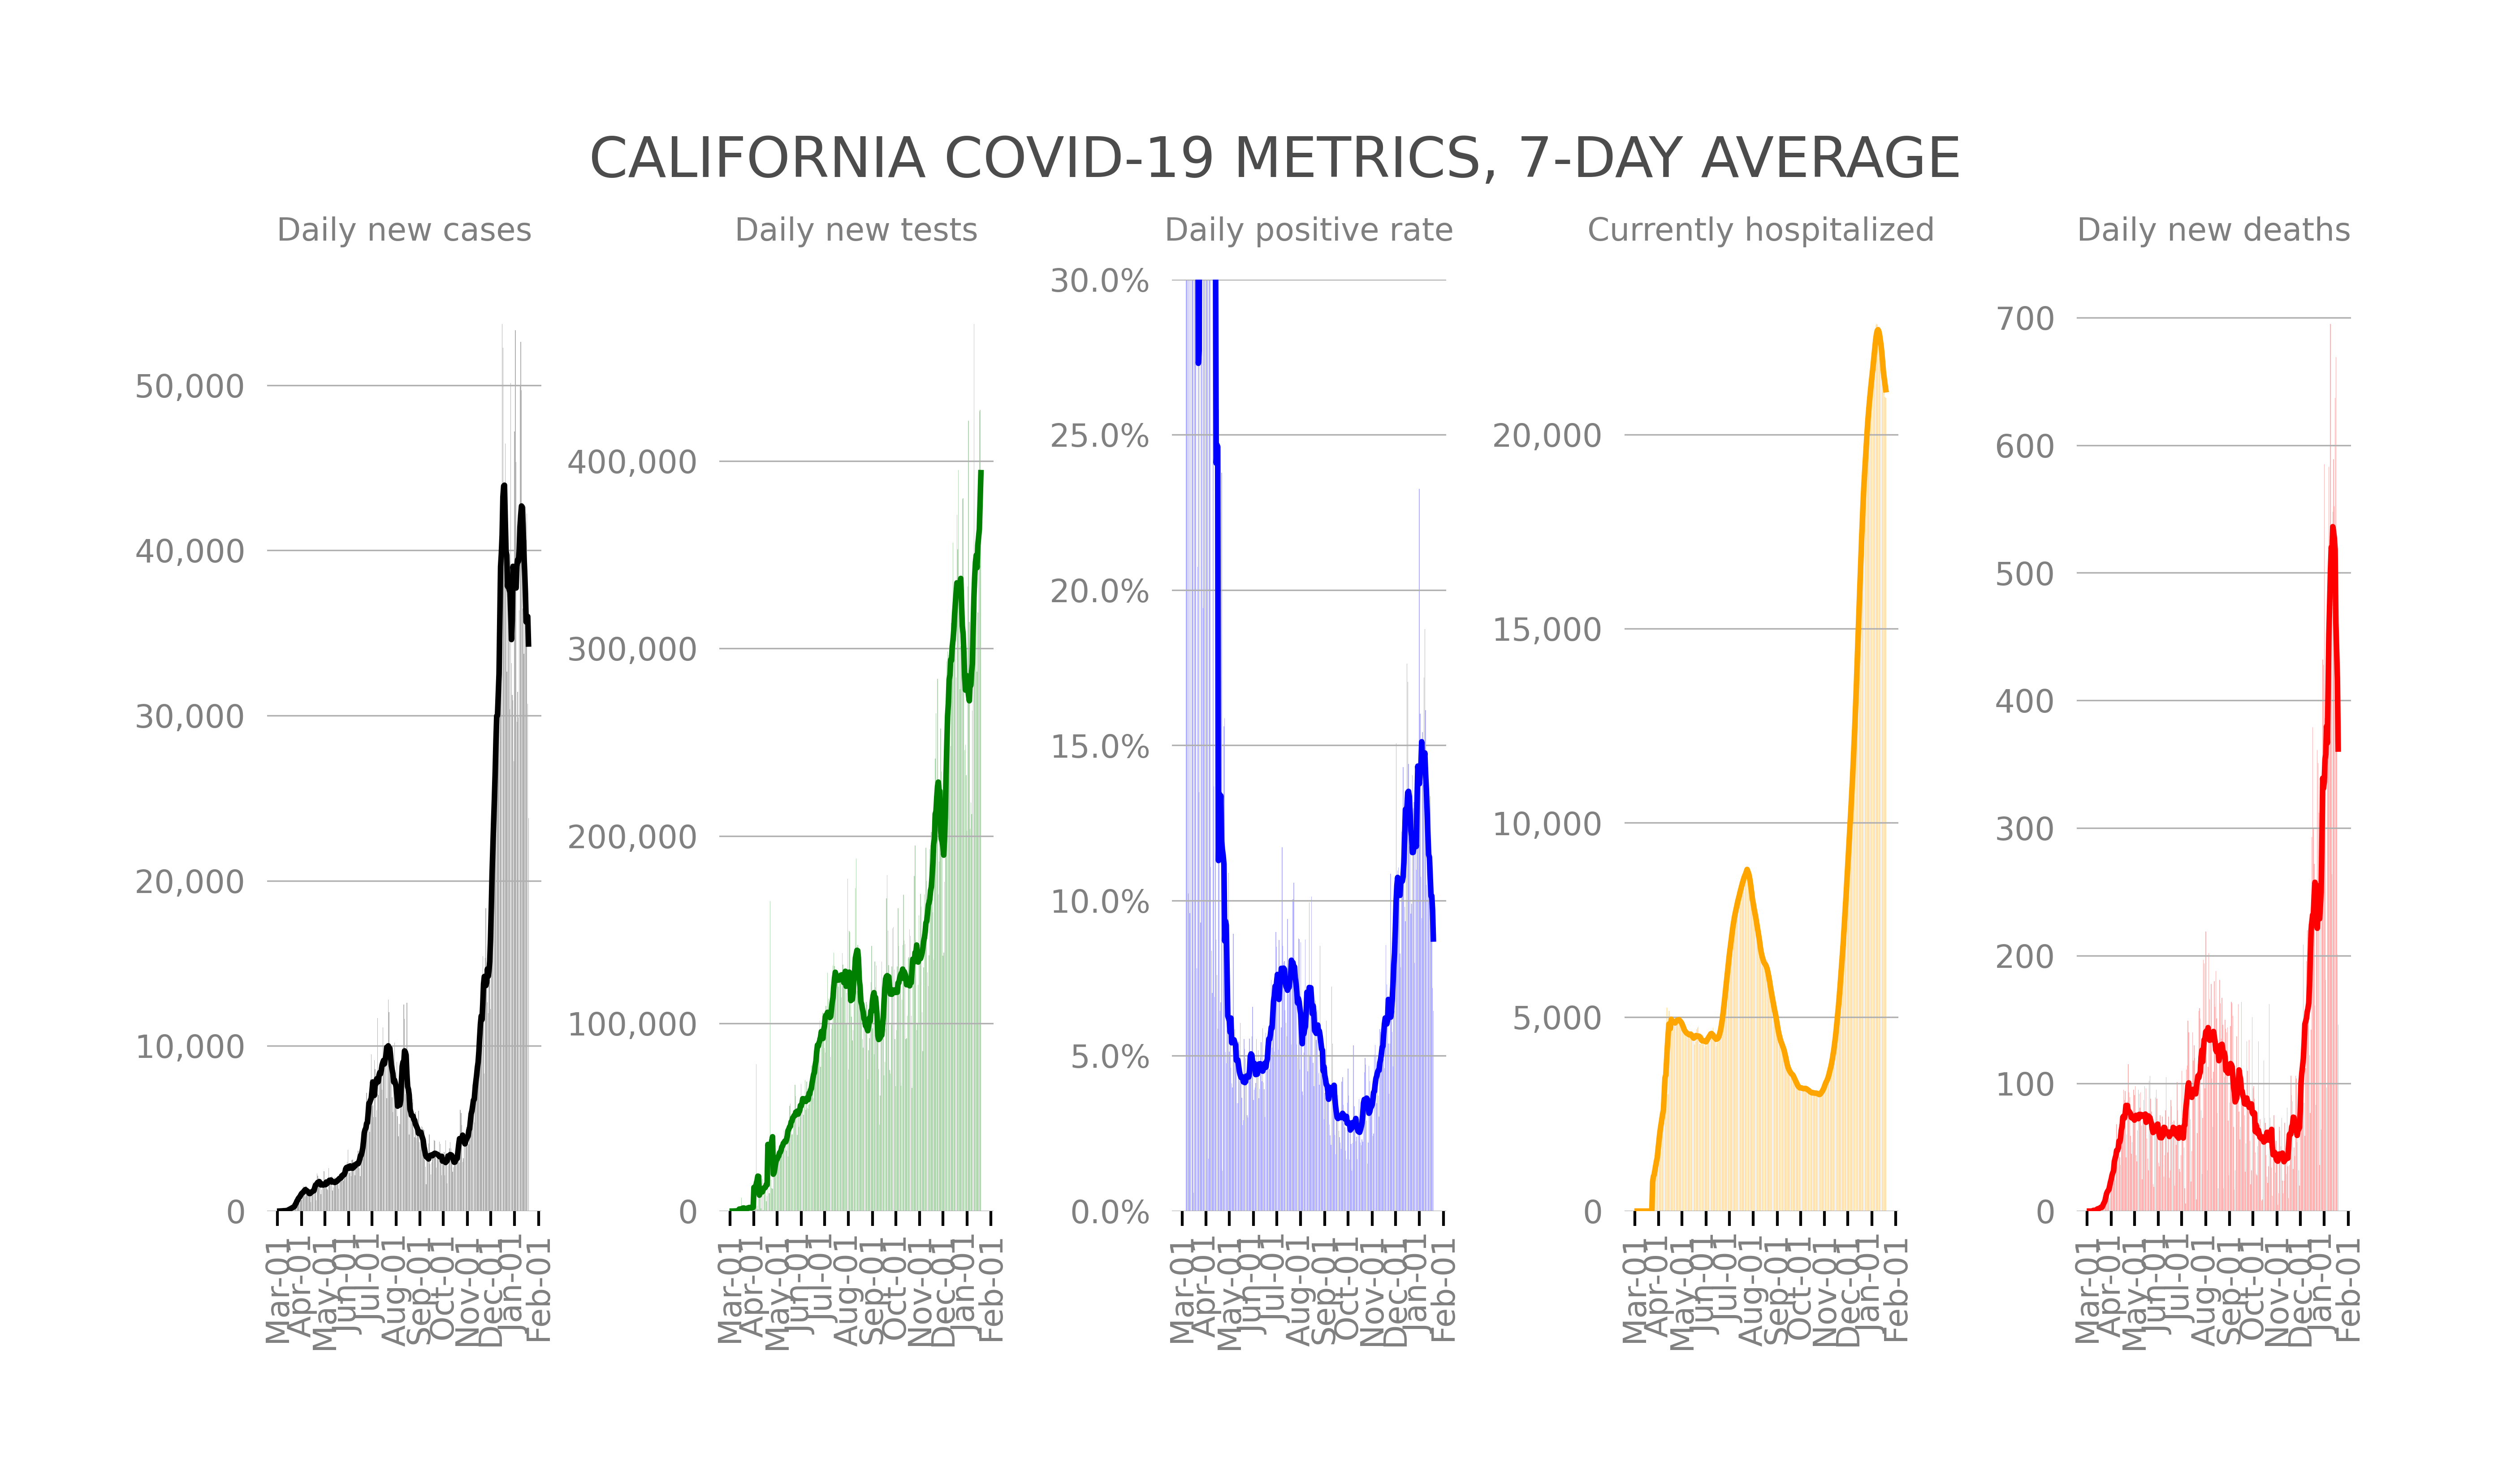 CALIFORNIA COVID-19 METRICS, 7-DAY AVERAGE
Daily new cases
50,000
40,000
30,000
20,000
10,000
0
Mar-01
Apr-01
May-01
Jun-01
Jul-01
Aug-01
Sep-01
Oct-01
Nov-01
Dec-01
Jan-01
Feb-01
Daily new tests
400,000
300,000
200,000
100,000
0
Mar-01
Apr-01
May-01
Jun-01
Jul-01
Aug-01
Sep-01
Oct-01
Nov-01
Dec-01
Jan-01
Feb-01
Daily positive rate
30.0%
25.0%
20.0%
15.0%
10.0%
5.0%
0.0%
Mar-01
Apr-01
May-01
Jun-01
Jul-01
Aug-01
Sep-01
Oct-01
Nov-01
Dec-01
Jan-01
Feb-01
Currently hospitalized
20,000
15,000
10,000
5,000
0
Mar-01
Apr-01
May-01
Jun-01
Jul-01
Aug-01
Sep-01
Oct-01
Nov-01
Dec-01
Jan-01
Feb-01
Daily new deaths
700
600
500
400
300
200
100
0
Mar-01
Apr-01
May-01
Jun-01
Jul-01
Aug-01
Sep-01
Oct-01
Nov-01
Dec-01
Jan-01
Feb-01